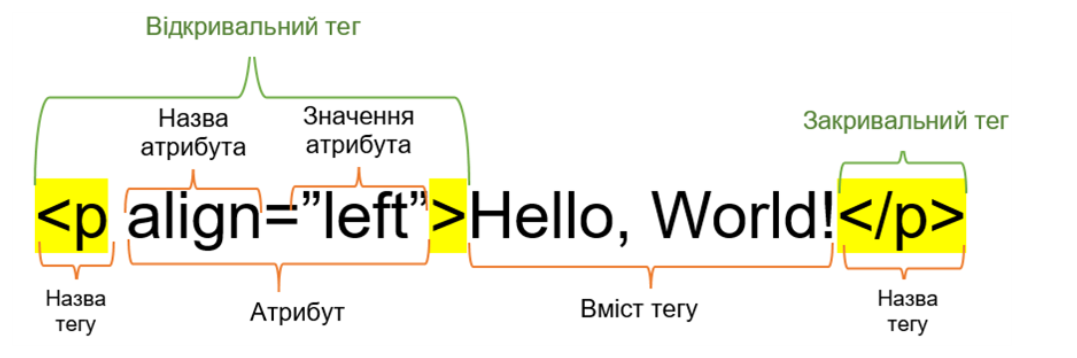 Відкривальний тег
Назва
атрибута
Значення
атрибута
Закривальний тег
<p align=”left”>Hello, World!</p>
Назва
тегу
Атрибут
Вміст тегу
Назва
тегу